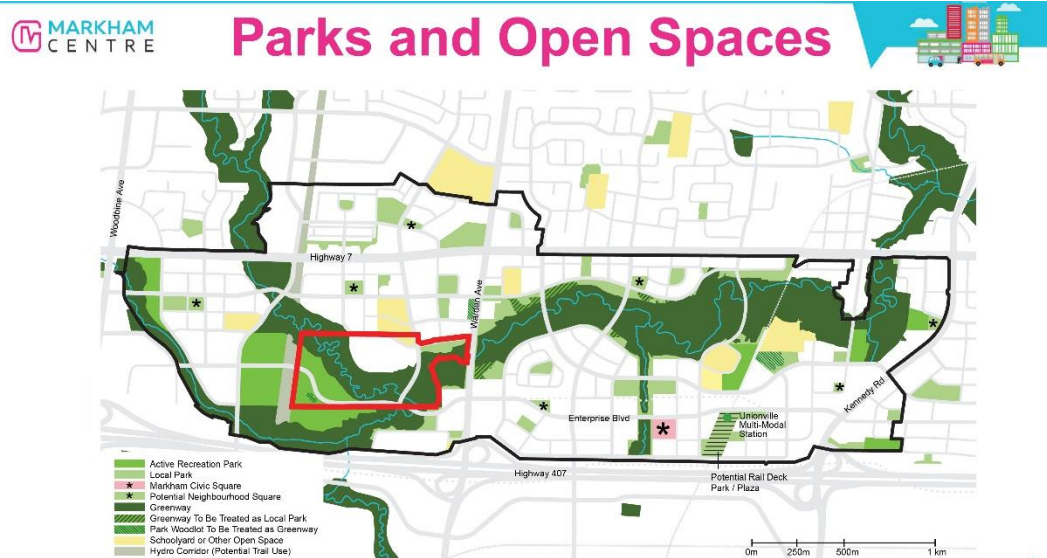 MARKHAM
CENTRE
Parks and Open Spaces
Woodbine Ave
Highway 7
Warden Ave
Kennedy Rd
Enterprise Blvd
Unionville
Multi-Modal
Station
Highway 407
Potential Rail Deck
Park / Plaza
Active Recreation Park
Local Park
Markham Civic Square
Potential Neighbourhood Square
Greenway
Greenway To Be Treated as Local Park
Park Woodlot To Be Treated as Greenway
Schoolyard or Other Open Space
Hydro Corridor (Potential Trail Use)
0m 250m 500m 1 km